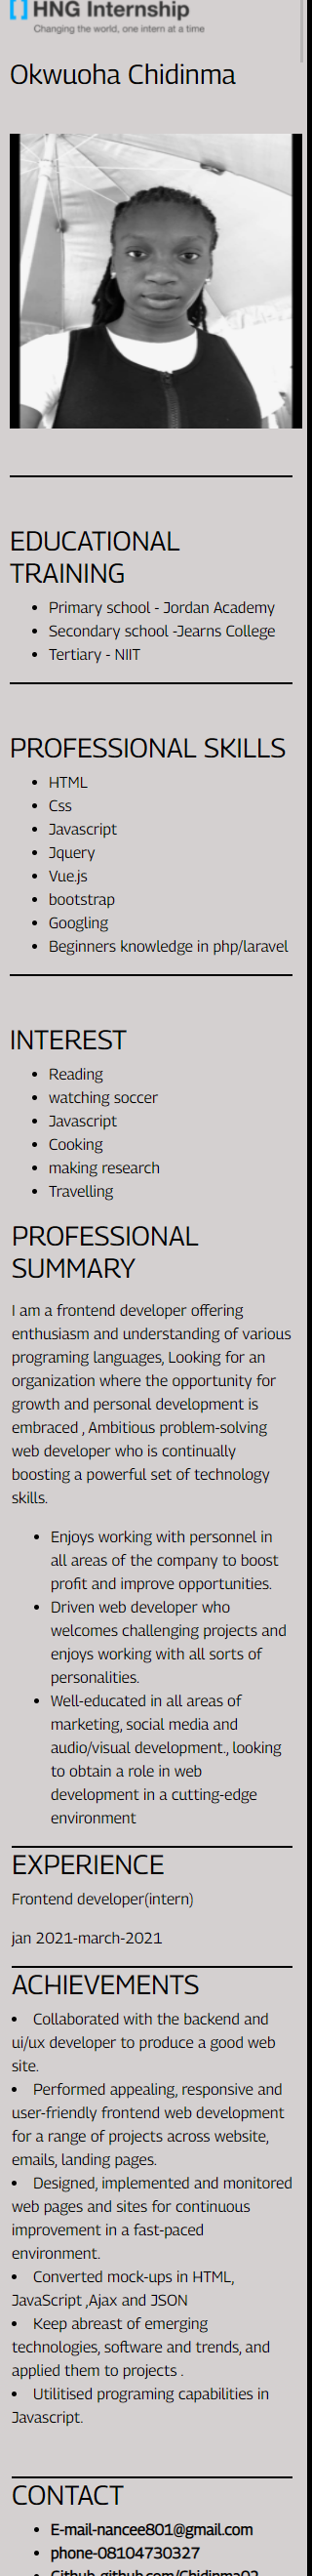 [] HNG Internship
Changing the world, one intern at a time
Okwuoha Chidinma
EDUCATIONAL
TRAINING
• Primary school - Jordan Academy
• Secondary school -Jearns College
• Tertiary - NIIT
PROFESSIONAL SKILLS
• HTML
• Css
• Javascript
• Jquery
• Vue.js
• bootstrap
• Googling
• Beginners knowledge in php/laravel
INTEREST
• Reading
• watching soccer
• Javascript
• Cooking
• making research
• Travelling
PROFESSIONAL
SUMMARY
I am a frontend developer offering
enthusiasm and understanding of various
programing languages, Looking for an
organization where the opportunity for
growth and personal development is
embraced , Ambitious problem-solving
web developer who is continually
boosting a powerful set of technology
skills.
• Enjoys working with personnel in
all areas of the company to boost
profit and improve opportunities.
• Driven web developer who
welcomes challenging projects and
enjoys working with all sorts of
personalities.
• Well-educated in all areas of
marketing, social media and
audio/visual development., looking
to obtain a role in web
development in a cutting-edge
environment
EXPERIENCE
Frontend developer(intern)
jan 2021-march-2021
ACHIEVEMENTS
• Collaborated with the backend and
ui/ux developer to produce a good web
site.
• Performed appealing, responsive and
user-friendly frontend web development
for a range of projects across website,
emails, landing pages.
• Designed, implemented and monitored
web pages and sites for continuous
improvement in a fast-paced
environment.
• Converted mock-ups in HTML,
JavaScript ,Ajax and JSON
• Keep abreast of emerging
technologies, software and trends, and
applied them to projects .
• Utilitised programing capabilities in
Javascript.
CONTACT
• E-mail-nancee801@gmail.com
• phone-08104730327